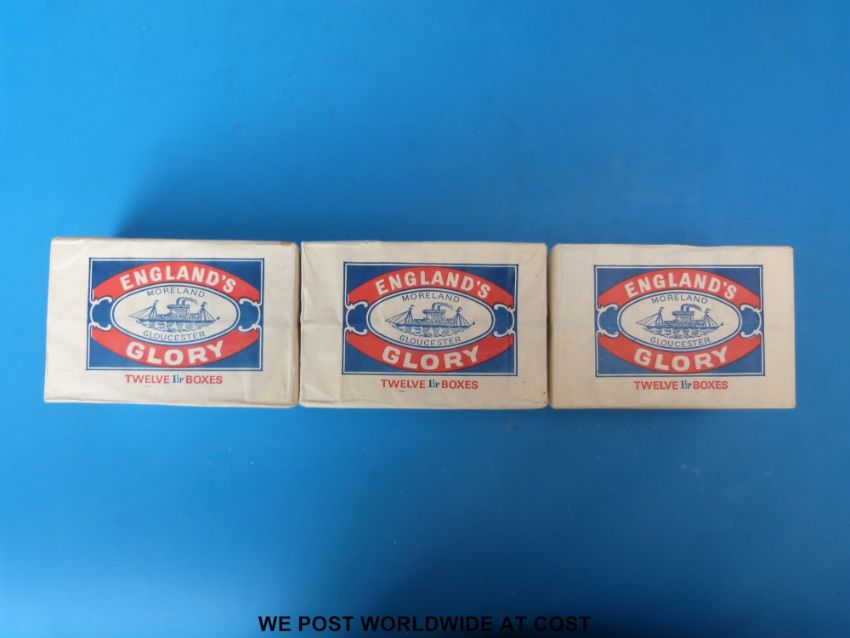 ENGLAND'S
MORELAND
GLOUCESTER
GLORY
TWELVE 1½p BOXES
ENGLAND'S
MORELAND
GLOUCESTER
GLORY
TWELVE 1½p BOXES
ENGLAND'S
MORELAND
GLOUCESTER
GLORY
TWELVE 1½p BOXES
WE POST WORLDWIDE AT COST